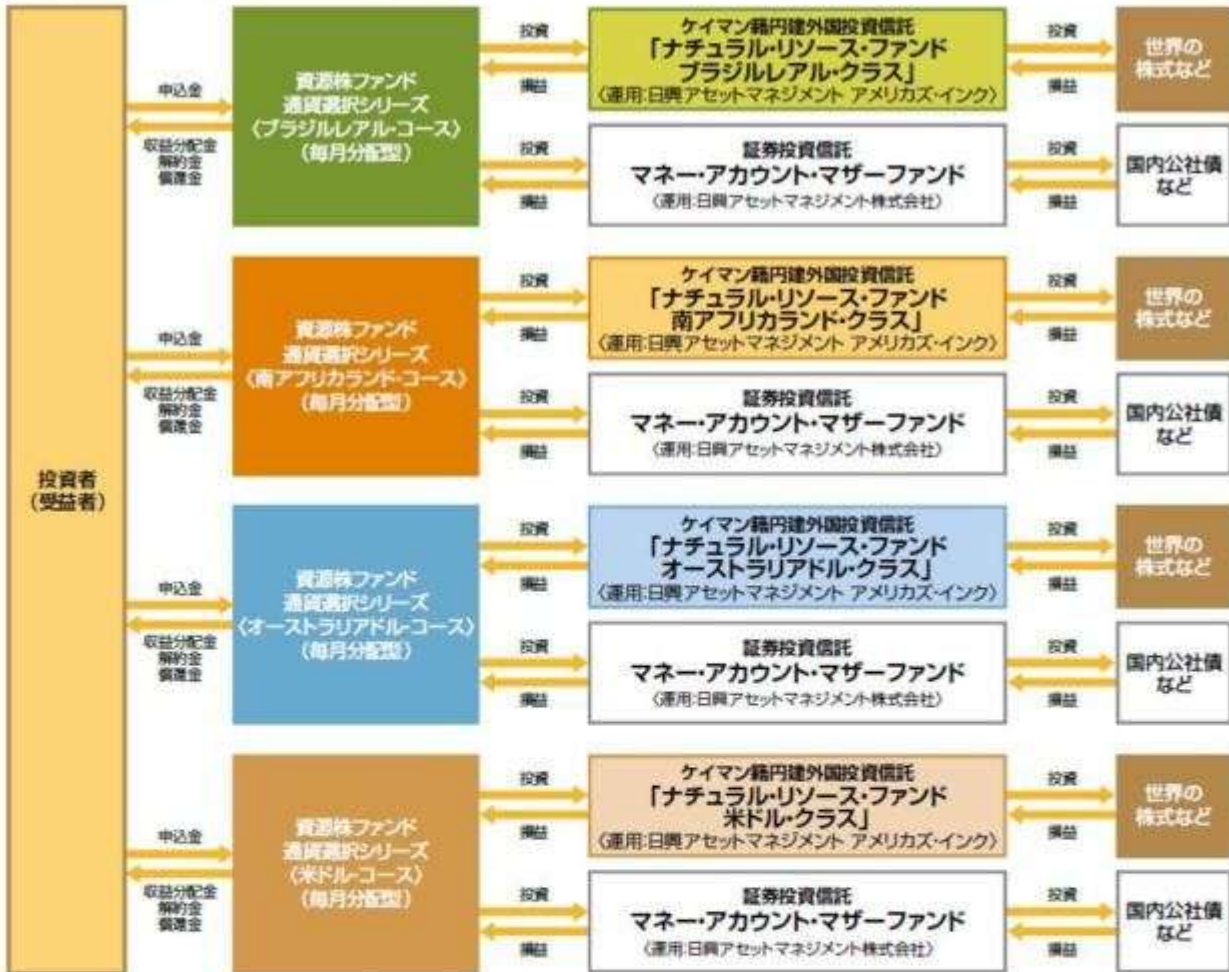 投資者
(受益者)
申込金
収益分配金
解約金
償還金
資源株ファンド
通貨選択シリーズ
〈ブラジルレアル・コース〉
(毎月分配型)
投資
損益
ケイマン籍円建外国投資信託
「ナチュラル・リソース・ファンド
ブラジルレアル・クラス」
〈運用:日興アセットマネジメント アメリカズ・インク〉
投資
損益
世界の
株式など
投資
損益
証券投資信託
マネー・アカウント・マザーファンド
〈運用:日興アセットマネジメント株式会社〉
投資
損益
国内公社債
など
申込金
収益分配金
解約金
償還金
資源株ファンド
通貨選択シリーズ
〈南アフリカランド・コース〉
(毎月分配型)
投資
損益
ケイマン籍円建外国投資信託
「ナチュラル・リソース・ファンド
南アフリカランド・クラス」
〈運用:日興アセットマネジメント アメリカズ・インク〉
投資
損益
世界の
株式など
投資
損益
証券投資信託
マネー・アカウント・マザーファンド
〈運用:日興アセットマネジメント株式会社〉
投資
損益
国内公社債
など
申込金
収益分配金
解約金
償還金
資源株ファンド
通貨選択シリーズ
〈オーストラリアドル・コース〉
(毎月分配型)
投資
損益
ケイマン籍円建外国投資信託
「ナチュラル・リソース・ファンド
オーストラリアドル・クラス」
〈運用:日興アセットマネジメント アメリカズ・インク〉
投資
損益
世界の
株式など
投資
損益
証券投資信託
マネー・アカウント・マザーファンド
〈運用:日興アセットマネジメント株式会社〉
投資
損益
国内公社債
など
申込金
収益分配金
解約金
償還金
資源株ファンド
通貨選択シリーズ
〈米ドル・コース〉
(毎月分配型)
投資
損益
ケイマン籍円建外国投資信託
「ナチュラル・リソース・ファンド
米ドル・クラス」
〈運用:日興アセットマネジメント アメリカズ・インク〉
投資
損益
世界の
株式など
投資
損益
証券投資信託
マネー・アカウント・マザーファンド
〈運用:日興アセットマネジメント株式会社〉
投資
損益
国内公社債
など